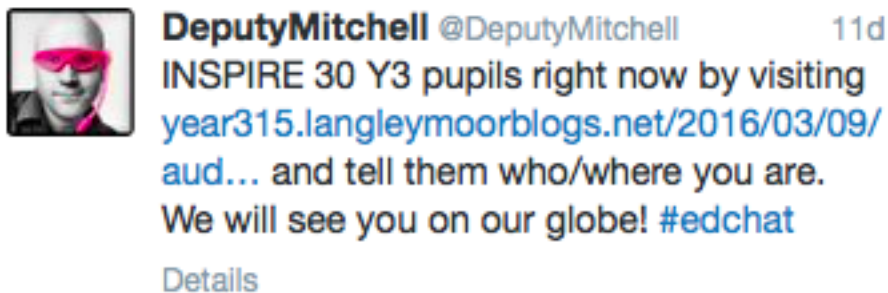 DeputyMitchell @DeputyMitchell 11d
INSPIRE 30 Y3 pupils right now by visiting
year315.langleymoorblogs.net/2016/03/09/
aud... and tell them who/where you are.
We will see you on our globe! #edchat
Details